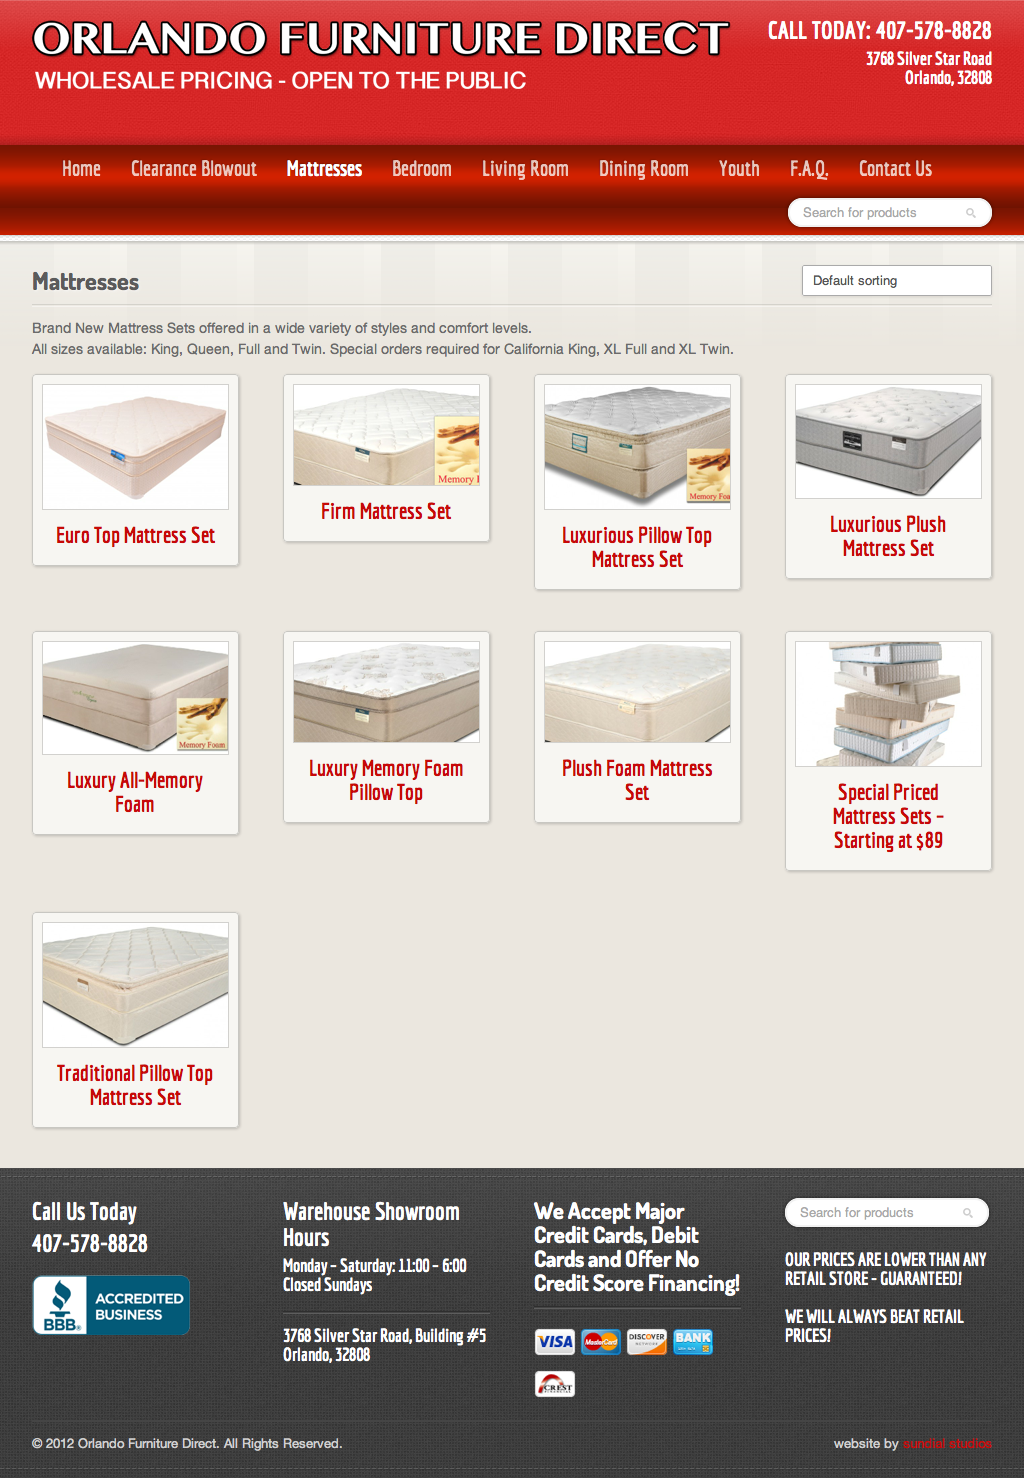 ORLANDO FURNITURE DIRECT
WHOLESALE PRICING - OPEN TO THE PUBLIC
CALL TODAY: 407-578-8828
3768 Silver Star Road
Orlando, 32808
Home Clearance Blowout Mattresses Bedroom Living Room Dining Room Youth F.A.Q. Contact Us
Search for products
Mattresses
Default sorting
Brand New Mattress Sets offered in a wide variety of styles and comfort levels.
All sizes available: King, Queen, Full and Twin. Special orders required for California King, XL Full and XL Twin.
Euro Top Mattress Set
Memory F
Firm Mattress Set
Memory Foa
Luxurious Pillow Top
Mattress Set
Luxurious Plush
Mattress Set
Memory Foam
Luxury All-Memory
Foam
Luxury Memory Foam
Pillow Top
Plush Foam Mattress
Set
Special Priced
Mattress Sets –
Starting at $89
Traditional Pillow Top
Mattress Set
Call Us Today
407-578-8828
BBB.
ACCREDITED
BUSINESS
Warehouse Showroom
Hours
Monday – Saturday: 11:00 – 6:00
Closed Sundays
3768 Silver Star Road, Building #5
Orlando, 32808
We Accept Major
Credit Cards, Debit
Cards and Offer No
Credit Score Financing!
VISA MasterCard DISCOVER NETWORK BANK
CREST
Search for products
OUR PRICES ARE LOWER THAN ANY
RETAIL STORE - GUARANTEED!
WE WILL ALWAYS BEAT RETAIL
PRICES!
© 2012 Orlando Furniture Direct. All Rights Reserved.
website by sundial studios